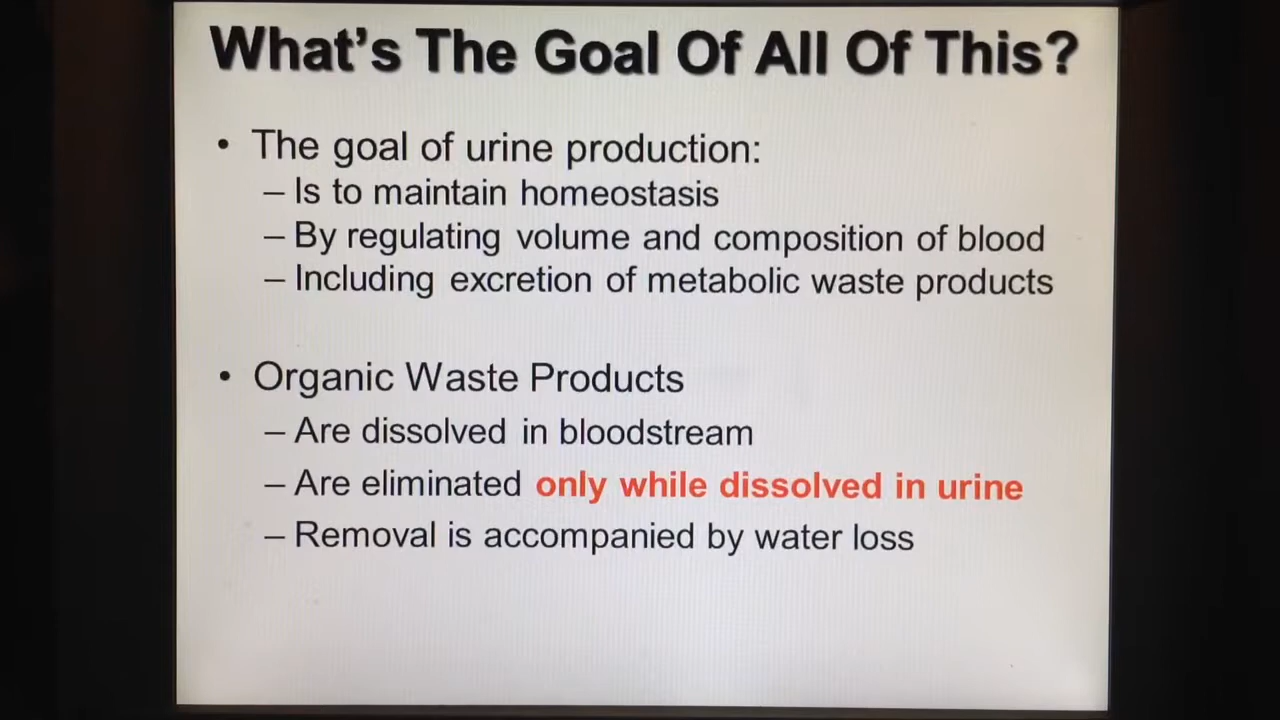 What's The Goal Of All Of This?
• The goal of urine production:
– Is to maintain homeostasis
– By regulating volume and composition of blood
– Including excretion of metabolic waste products
• Organic Waste Products
– Are dissolved in bloodstream
– Are eliminated only while dissolved in urine
– Removal is accompanied by water loss